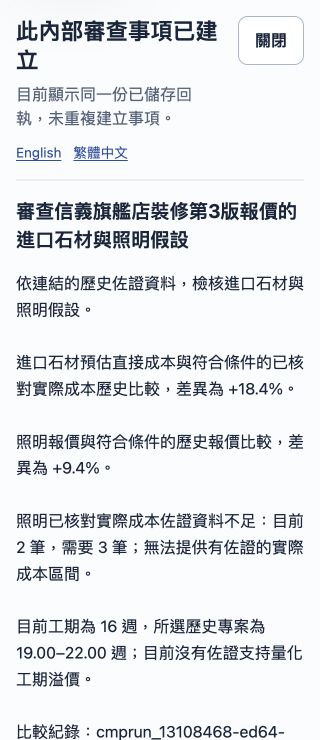 此內部審查事項已建
立
關閉
目前顯示同一份已儲存回
執，未重複建立事項。
English 繁體中文
審查信義旗艦店裝修第3版報價的
進口石材與照明假設
依連結的歷史佐證資料，檢核進口石材與
照明假設。
進口石材預估直接成本與符合條件的已核
對實際成本歷史比較，差異為 +18.4%。
照明報價與符合條件的歷史報價比較，差
異為 +9.4%。
照明已核對實際成本佐證資料不足：目前
2 筆，需要 3 筆；無法提供有佐證的實際
成本區間。
目前工期為 16 週，所選歷史專案為
19.00–22.00 週；目前沒有佐證支持量化
工期溢價。
比較紀錄：cmprun_13108468-ed64-